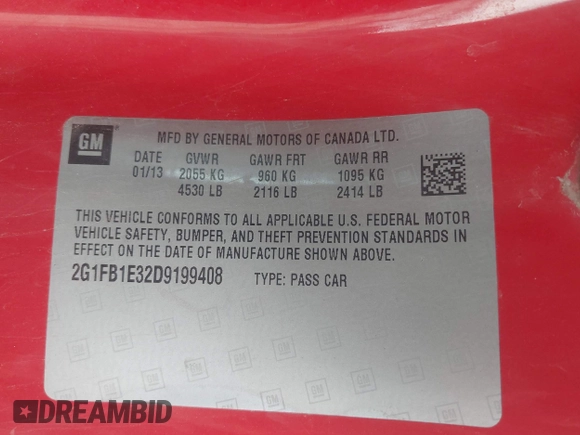 GM
MFD BY GENERAL MOTORS OF CANADA LTD.
DATE GVWR GAWR FRT GAWR RR
01/13 2055 KG 960 KG 1095 KG
4530 LB 2116 LB 2414 LB
THIS VEHICLE CONFORMS TO ALL APPLICABLE U.S. FEDERAL MOTOR
VEHICLE SAFETY, BUMPER, AND THEFT PREVENTION STANDARDS IN
EFFECT ON THE DATE OF MANUFACTURE SHOWN ABOVE.
2G1FB1E32D9199408 TYPE: PASS CAR
DREAMBID